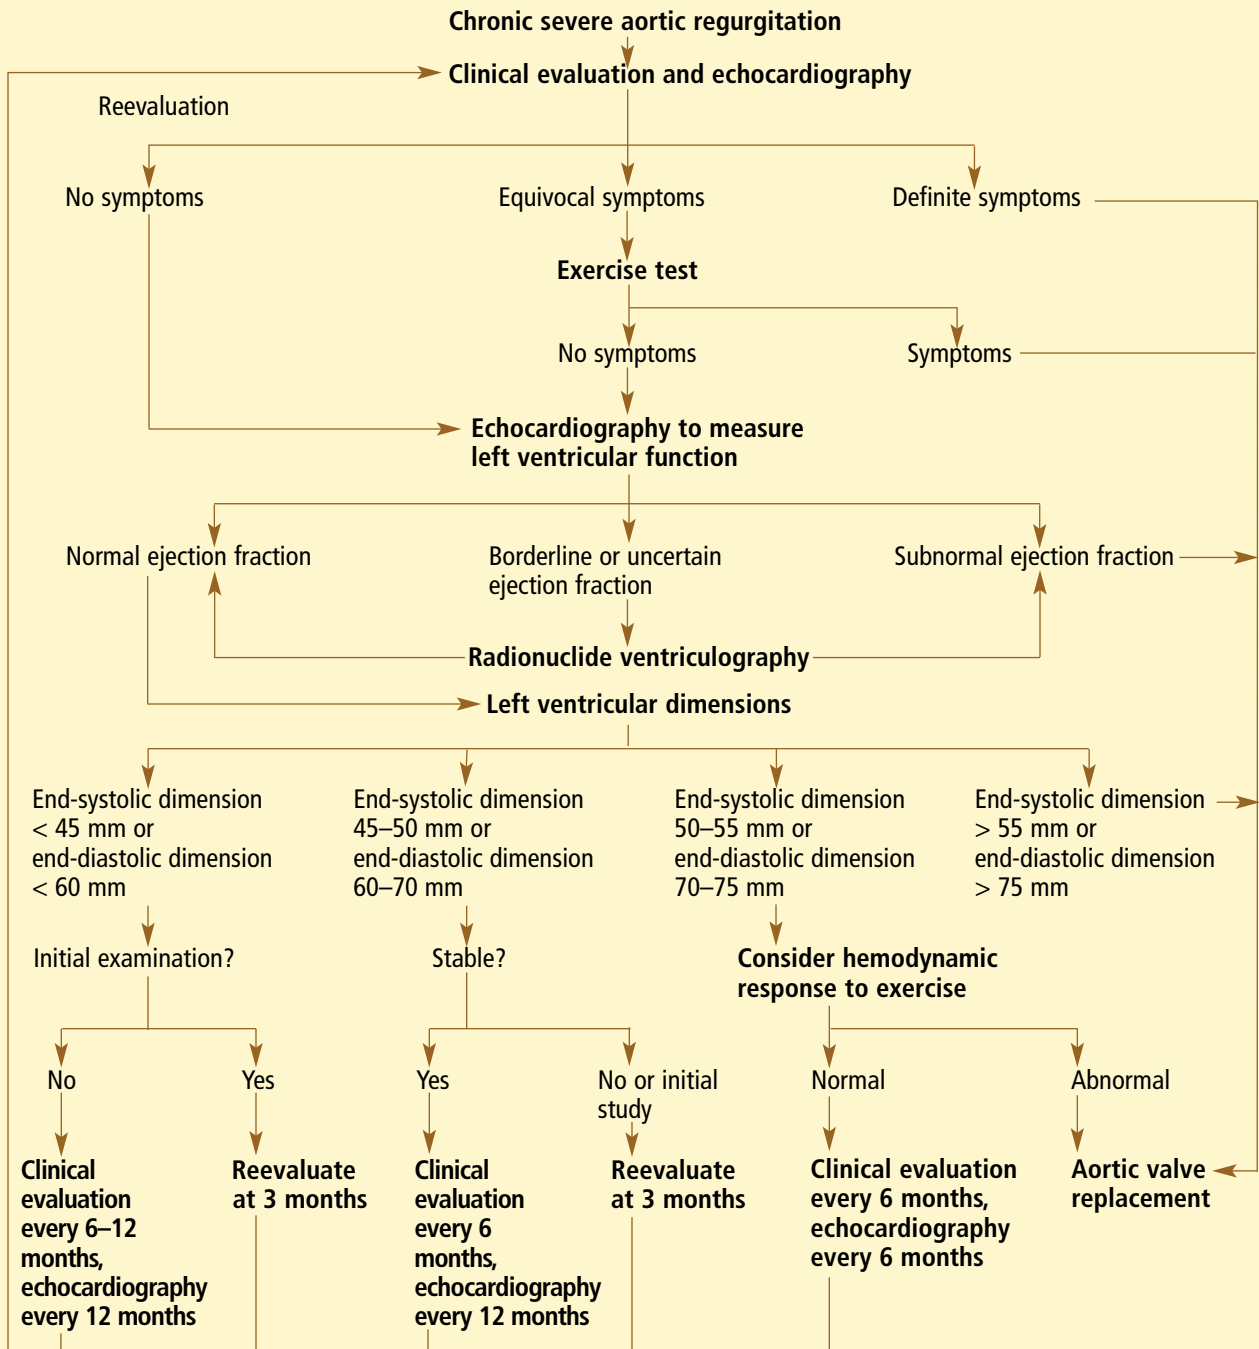 Chronic severe aortic regurgitation
Clinical evaluation and echocardiography
Reevaluation
No symptoms
Equivocal symptoms
Definite symptoms
Exercise test
No symptoms
Symptoms
Echocardiography to measure
left ventricular function
Normal ejection fraction
Borderline or uncertain
ejection fraction
Subnormal ejection fraction
Radionuclide ventriculography
Left ventricular dimensions
End-systolic dimension
< 45 mm or
end-diastolic dimension
< 60 mm
End-systolic dimension
45–50 mm or
end-diastolic dimension
60–70 mm
End-systolic dimension
50–55 mm or
end-diastolic dimension
70–75 mm
End-systolic dimension
> 55 mm or
end-diastolic dimension
> 75 mm
Initial examination?
Stable?
Consider hemodynamic
response to exercise
No
Yes
Yes
No or initial
study
Normal
Abnormal
Clinical
evaluation
every 6–12
months,
echocardiography
every 12 months
Reevaluate
at 3 months
Clinical
evaluation
every 6
months,
echocardiography
every 12 months
Reevaluate
at 3 months
Clinical evaluation
every 6 months,
echocardiography
every 6 months
Aortic valve
replacement